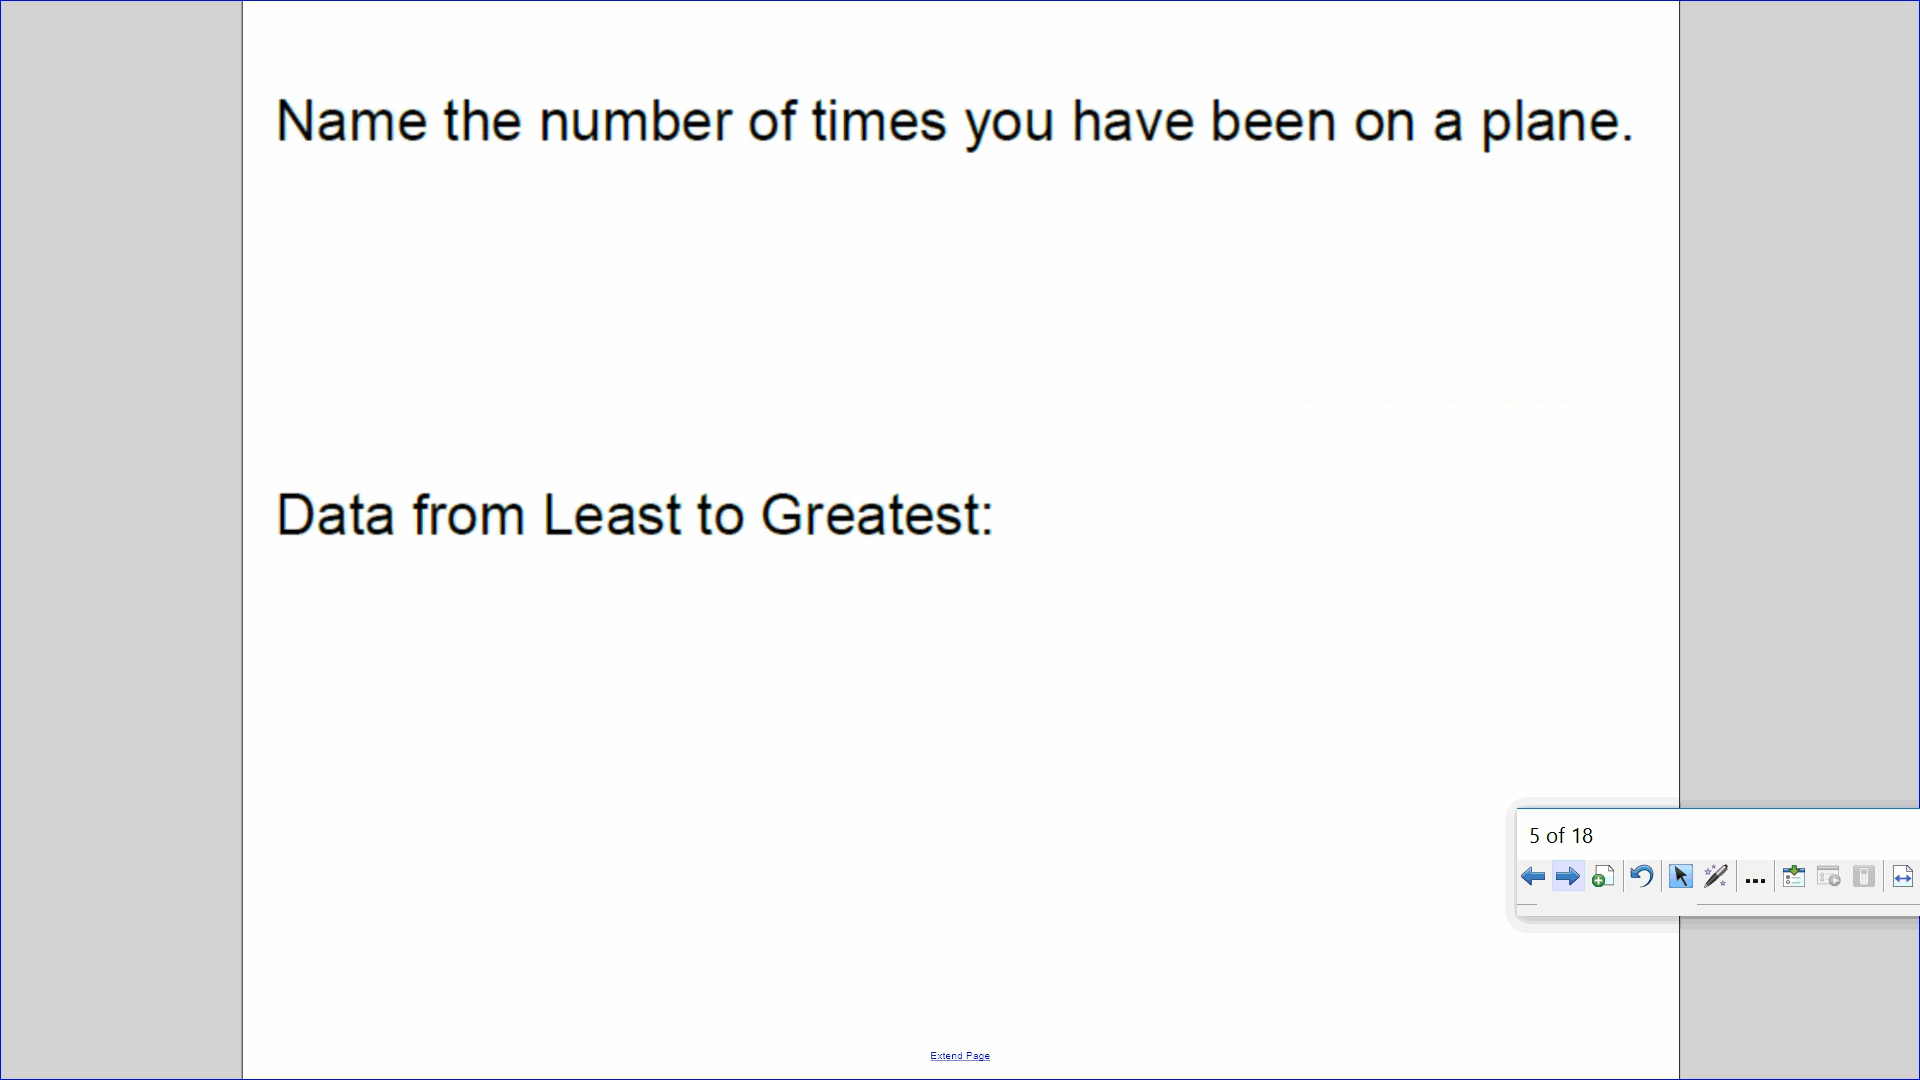 Name the number of times you have been on a plane.
Data from Least to Greatest:
5 of 18
Extend Page